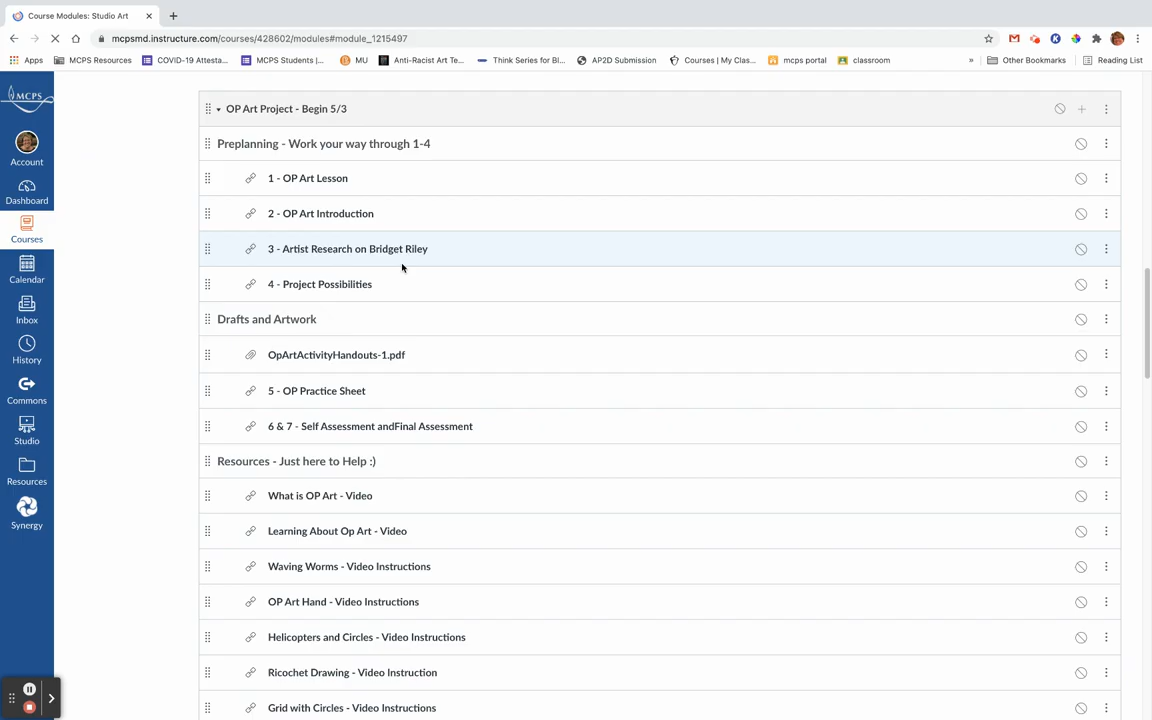 Course Modules: Studio Art
mcpsmd.instructure.com/courses/428602/modules#module_1215497
Apps MCPS Resources COVID-19 Attesta... MCPS Students |... MU Anti-Racist Art Te... Think Series for Bl... AP2D Submission Courses | My Clas... mcps portal classroom » Other Bookmarks Reading List
MCPS
Account
Dashboard
Courses
Calendar
Inbox
History
Commons
Studio
Resources
Synergy
OP Art Project - Begin 5/3
Preplanning - Work your way through 1-4
1 - OP Art Lesson
2 - OP Art Introduction
3 - Artist Research on Bridget Riley
4 - Project Possibilities
Drafts and Artwork
OpArtActivityHandouts-1.pdf
5 - OP Practice Sheet
6 & 7 - Self Assessment andFinal Assessment
Resources - Just here to Help :)
What is OP Art - Video
Learning About Op Art - Video
Waving Worms - Video Instructions
OP Art Hand - Video Instructions
Helicopters and Circles - Video Instructions
Ricochet Drawing - Video Instruction
Grid with Circles - Video Instructions